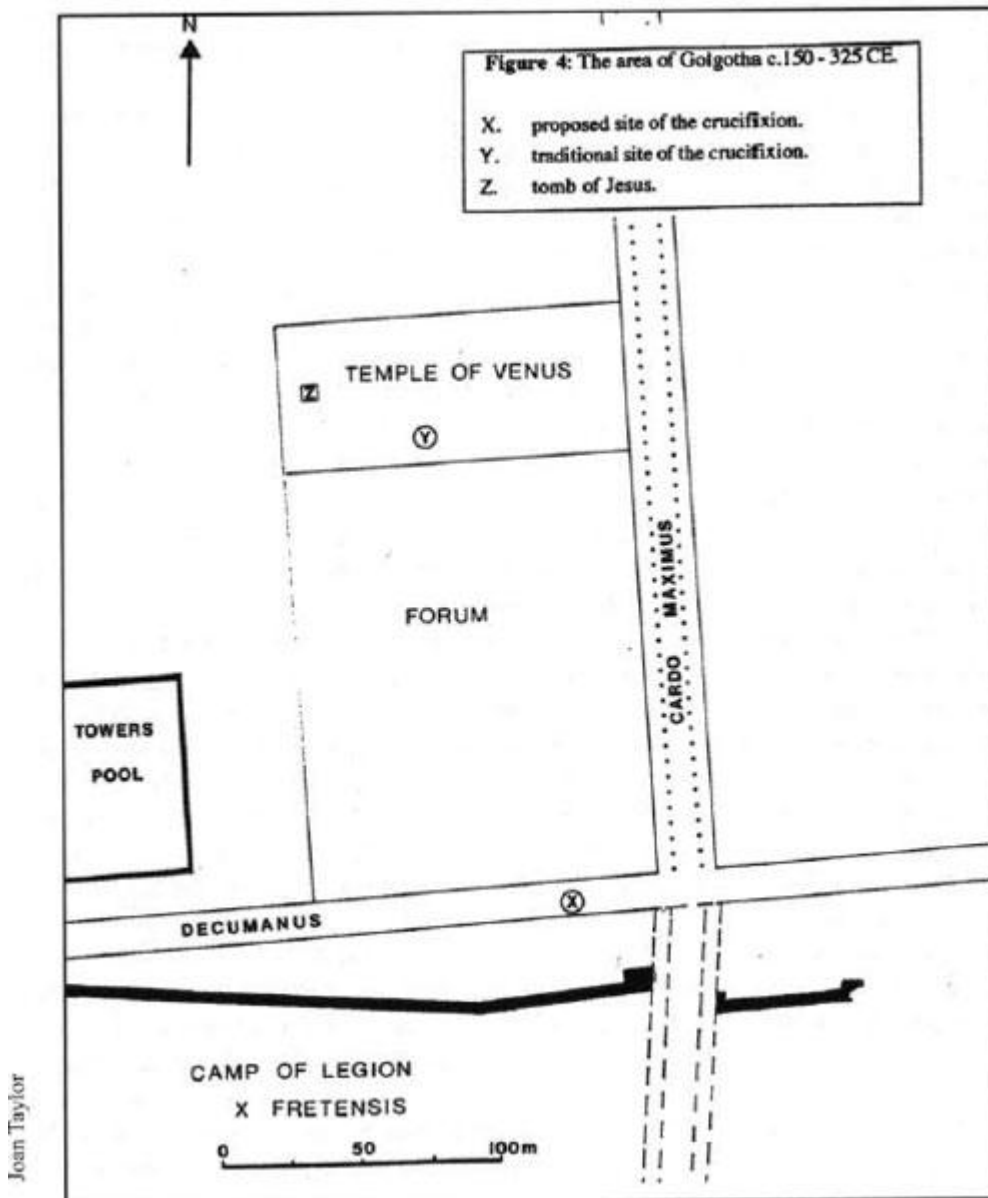 N
Figure 4: The area of Golgotha c.150 - 325 CE.
X. proposed site of the crucifixion.
Y. traditional site of the crucifixion.
Z. tomb of Jesus.
TEMPLE OF VENUS
Z
Y
FORUM
CARDO MAXIMUS
TOWERS
POOL
X
DECUMANUS
CAMP OF LEGION
X FRETENSIS
0 50 100m
Joan Taylor